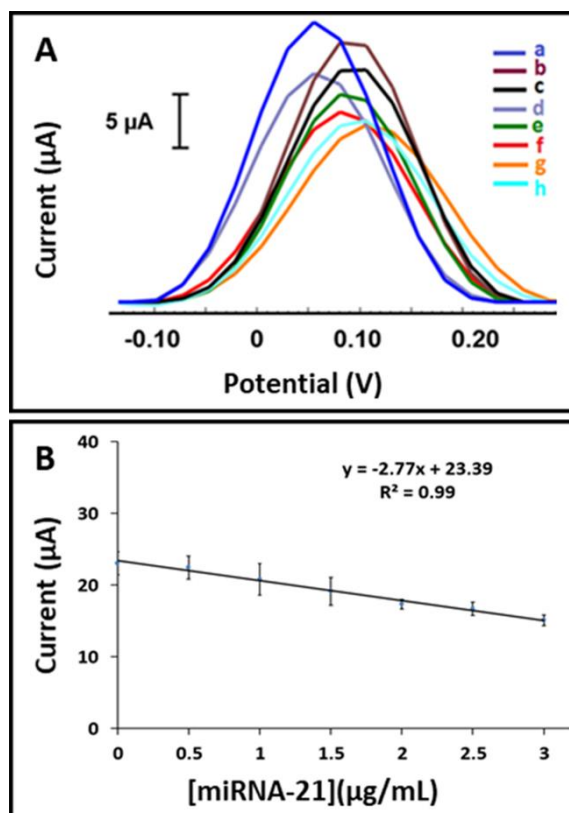 A
5 µA
a
b
c
d
e
f
g
h
Current (µA)
-0.10
0
0.10
0.20
Potential (V)
B
40
30
20
10
0
y = -2.77x + 23.39
R² = 0.99
Current (µA)
0
0.5
1
1.5
2
2.5
3
[miRNA-21](µg/mL)